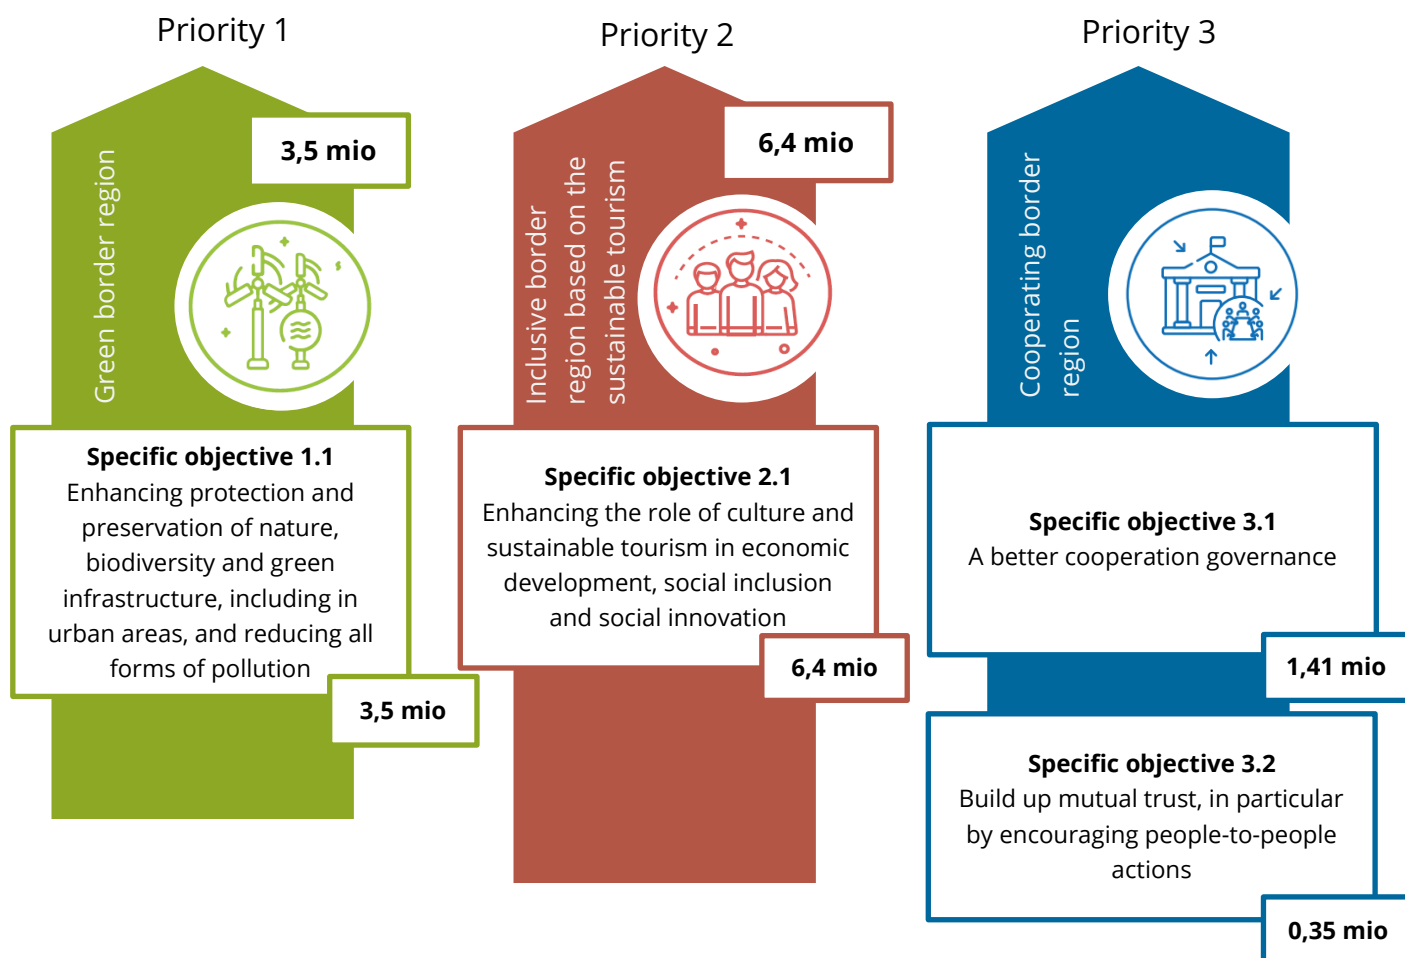 Priority 1
3,5 mio
Green border region
Specific objective 1.1
Enhancing protection and
preservation of nature,
biodiversity and green
infrastructure, including in
urban areas, and reducing all
forms of pollution
3,5 mio
Priority 2
6,4 mio
Inclusive border
region based on the
sustainable tourism
Specific objective 2.1
Enhancing the role of culture and
sustainable tourism in economic
development, social inclusion
and social innovation
6,4 mio
Priority 3
Cooperating border
region
Specific objective 3.1
A better cooperation governance
1,41 mio
Specific objective 3.2
Build up mutual trust, in particular
by encouraging people-to-people
actions
0,35 mio